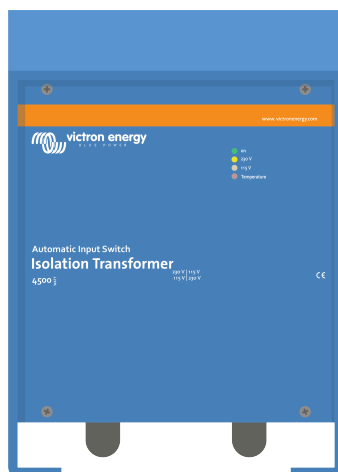 www. victronenergy.com
victron energy
BLUE POWER
on
230 V
115 V
Temperature
Automatic Input Switch
Isolation Transformer
230 V | 115 V
115 V | 230 V
4500
CE